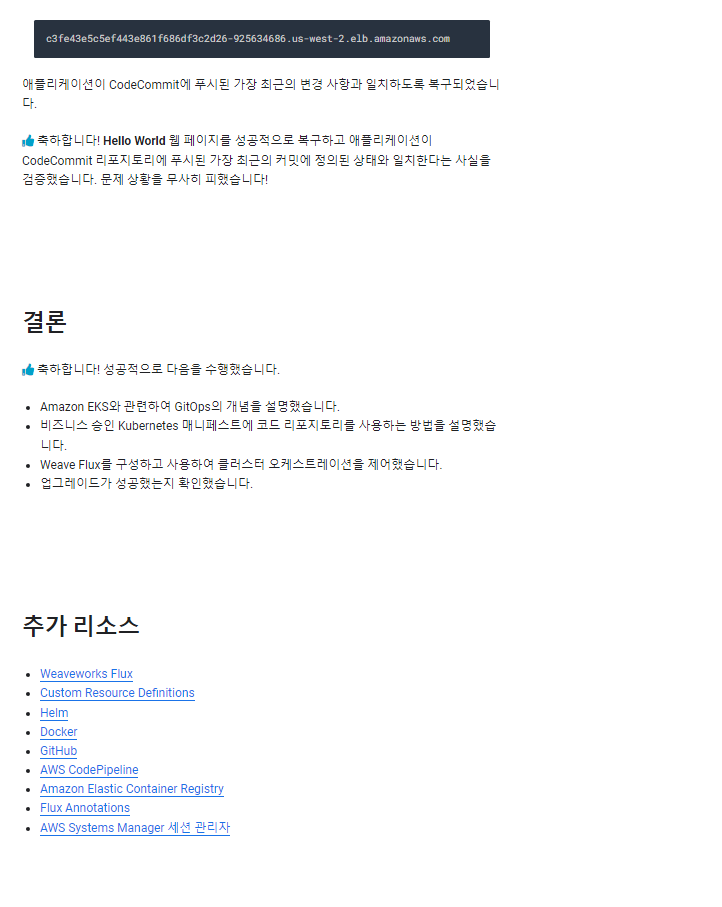 c3fe43e5c5ef443e861f686df3c2d26-925634686.us-west-2.elb.amazonaws.com
애플리케이션이 CodeCommit에 푸시된 가장 최근의 변경 사항과 일치하도록 복구되었습니
다.
축하합니다! Hello World 웹 페이지를 성공적으로 복구하고 애플리케이션이
CodeCommit 리포지토리에 푸시된 가장 최근의 커밋에 정의된 상태와 일치한다는 사실을
검증했습니다. 문제 상황을 무사히 피했습니다!
결론
축하합니다! 성공적으로 다음을 수행했습니다.
Amazon EKS와 관련하여 GitOps의 개념을 설명했습니다.
비즈니스 승인 Kubernetes 매니페스트에 코드 리포지토리를 사용하는 방법을 설명했습
니다.
Weave Flux를 구성하고 사용하여 클러스터 오케스트레이션을 제어했습니다.
업그레이드가 성공했는지 확인했습니다.
추가 리소스
Weaveworks Flux
Custom Resource Definitions
Helm
Docker
GitHub
AWS CodePipeline
Amazon Elastic Container Registry
Flux Annotations
AWS Systems Manager 세션 관리자